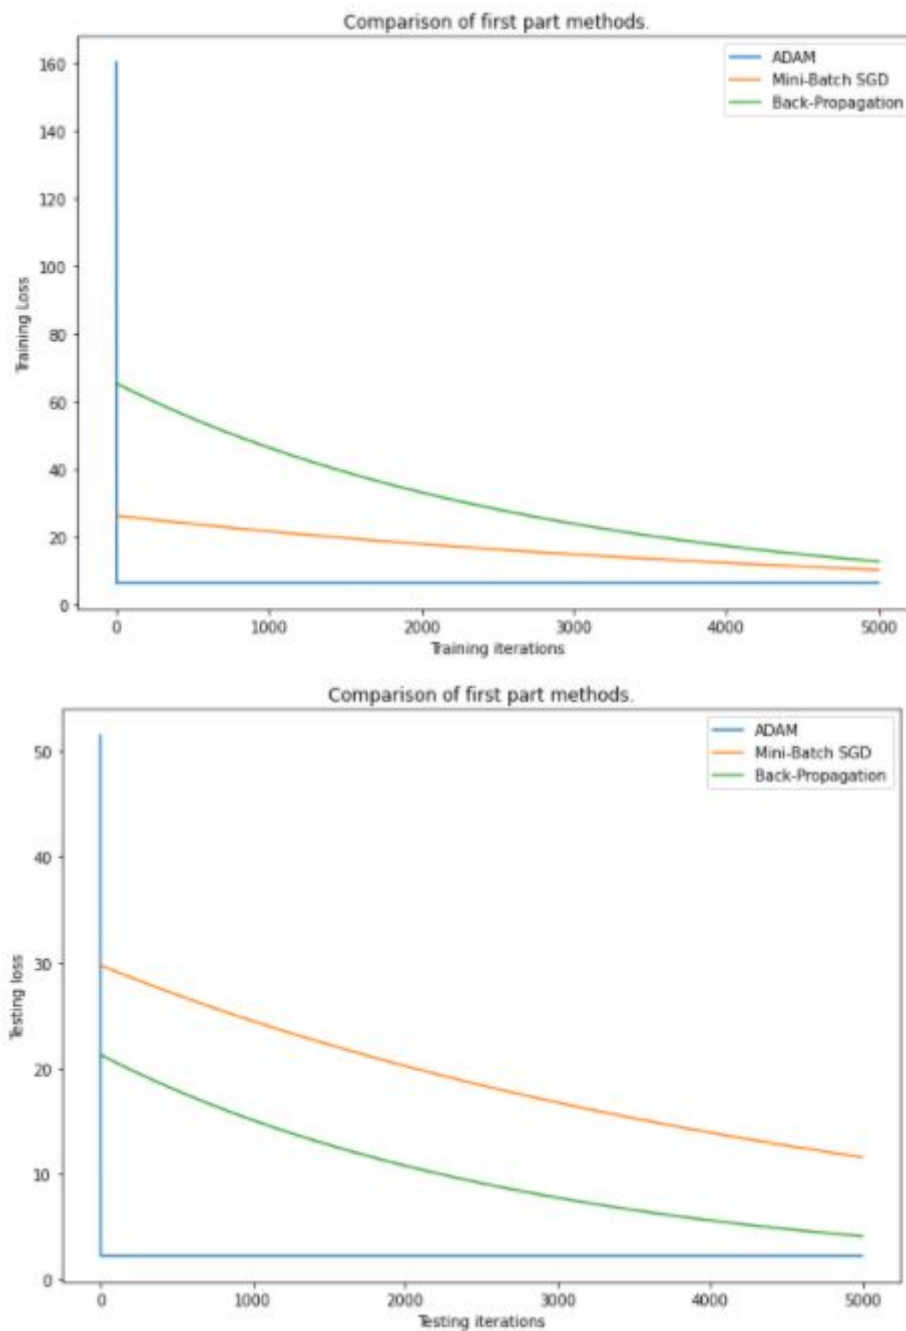 Comparison of first part methods.
ADAM
Mini-Batch SGD
Back-Propagation
160
140
120
100
80
60
40
20
0
Training Loss
0 1000 2000 3000 4000 5000
Training iterations
Comparison of first part methods.
ADAM
Mini-Batch SGD
Back-Propagation
50
40
30
20
10
0
Testing loss
0 1000 2000 3000 4000 5000
Testing iterations